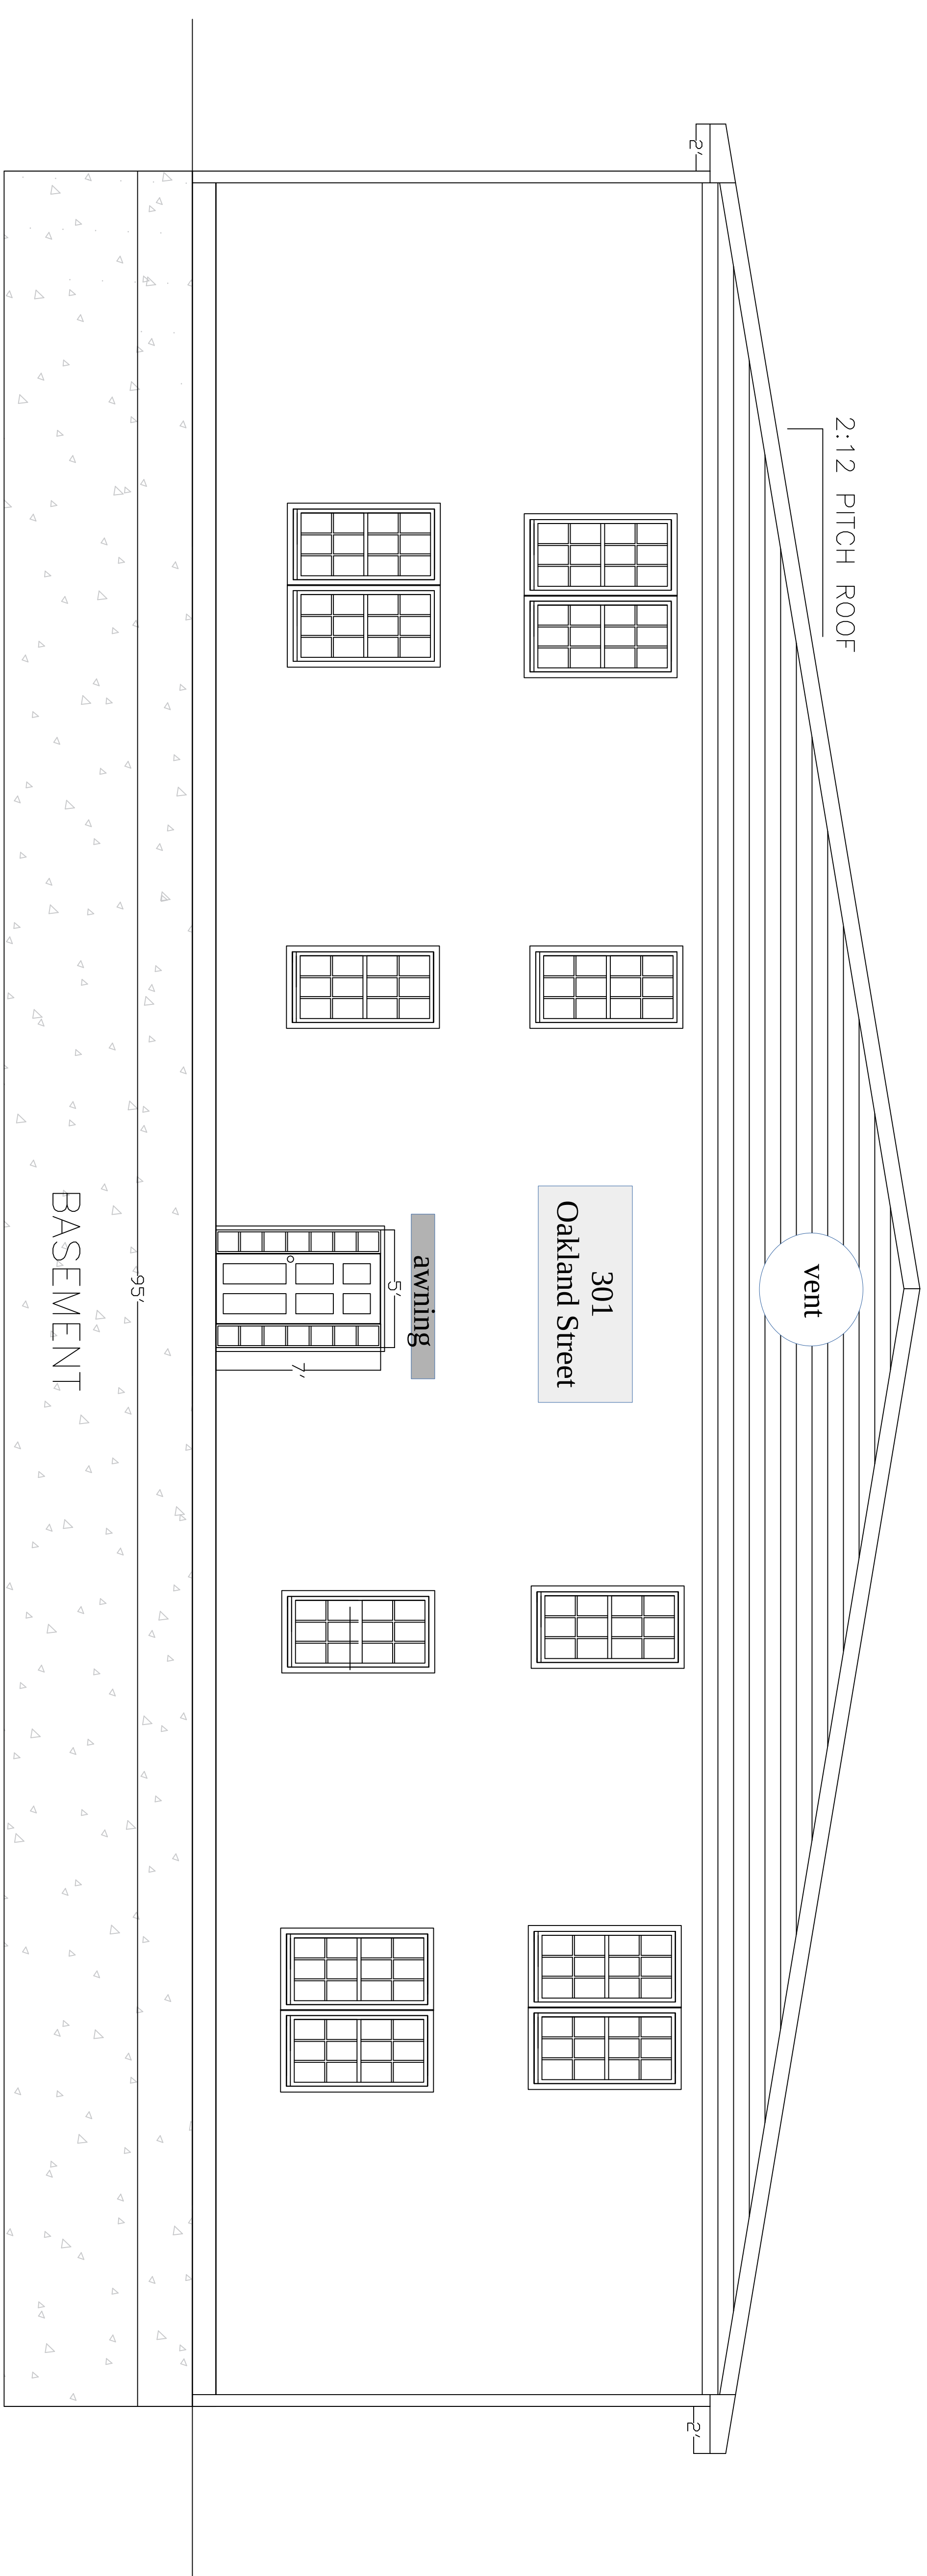 2:12 PITCH ROOF
vent
2'
2'
301
Oakland Street
awning
5'
7'
95'
BASEMENT